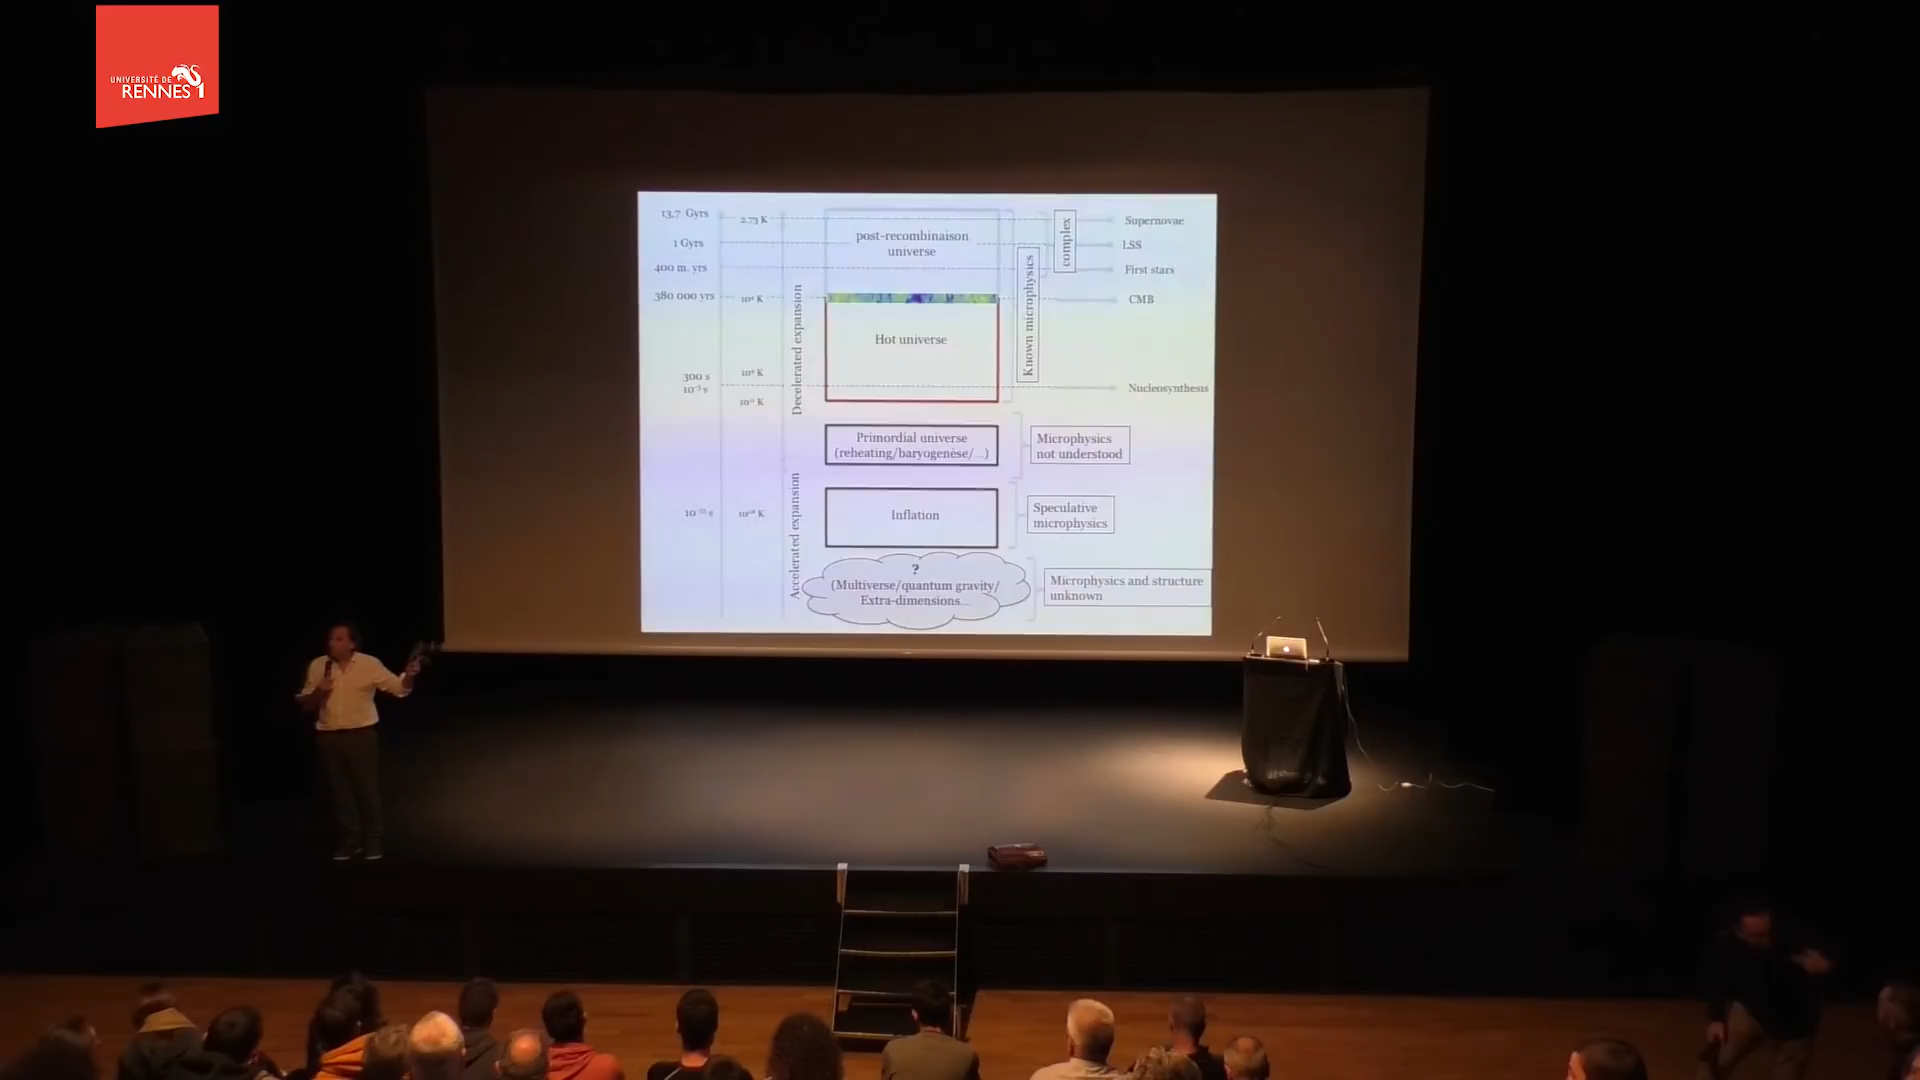 UNIVERSITÉ DE
RENNES 1
13,7 Gyrs
2.73 K
1 Gyrs
400 m. yrs
380 000 yrs
300 s
post-recombinaison
universe
Hot universe
Primordial universe
(reheating/baryogenèse/...)
Inflation
?
(Multiverse/quantum gravity/
Extra-dimensions...
Decelerated expansion
Accelerated expansion
Known microphysics
complex
Supernovae
LSS
First stars
CMB
Nucleosynthesis
Microphysics
not understood
Speculative
microphysics
Microphysics and structure
unknown